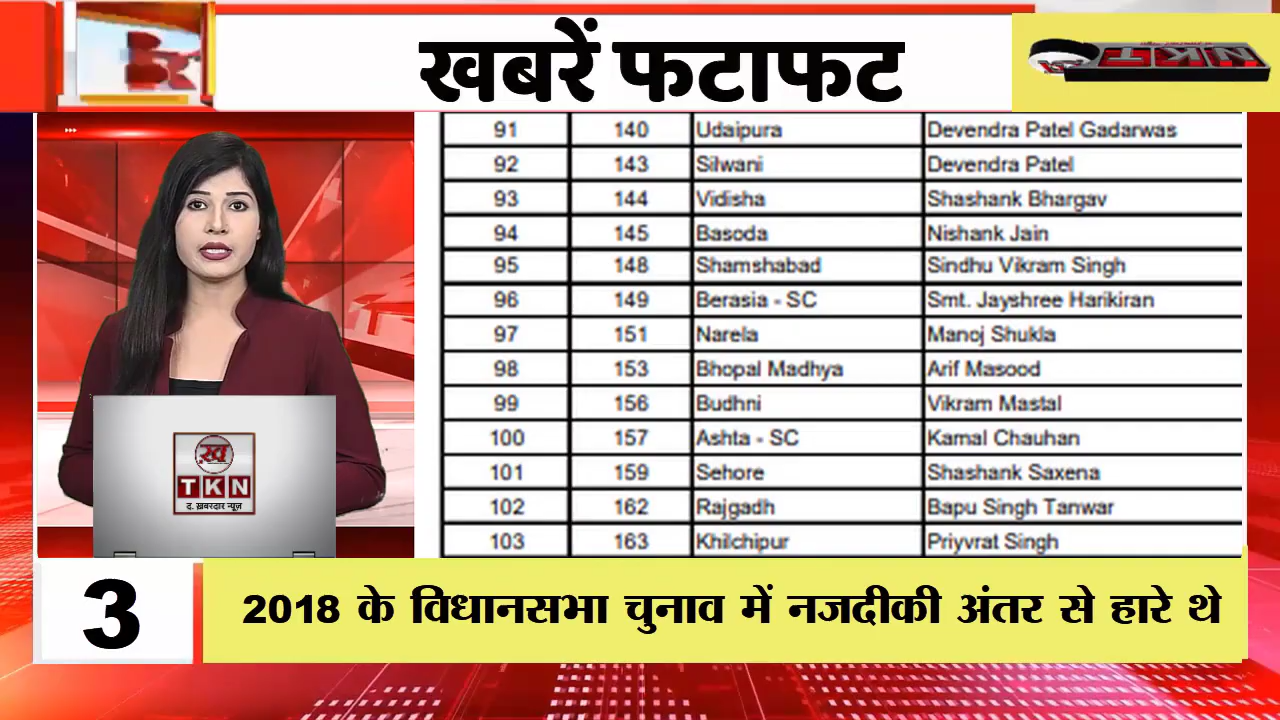 खबरें फटाफट
TKN
91 140 Udaipura Devendra Patel Gadarwas
92 143 Silwani Devendra Patel
93 144 Vidisha Shashank Bhargav
94 145 Basoda Nishank Jain
95 148 Shamshabad Sindhu Vikram Singh
96 149 Berasia - SC Smt. Jayshree Harikiran
97 151 Narela Manoj Shukla
98 153 Bhopal Madhya Arif Masood
99 156 Budhni Vikram Mastal
100 157 Ashta - SC Kamal Chauhan
101 159 Sehore Shashank Saxena
102 162 Rajgadh Bapu Singh Tanwar
103 163 Khilchipur Priyvrat Singh
ख
TKN
द. ख़बरदार न्यूज़
3
2018 के विधानसभा चुनाव में नजदीकी अंतर से हारे थे